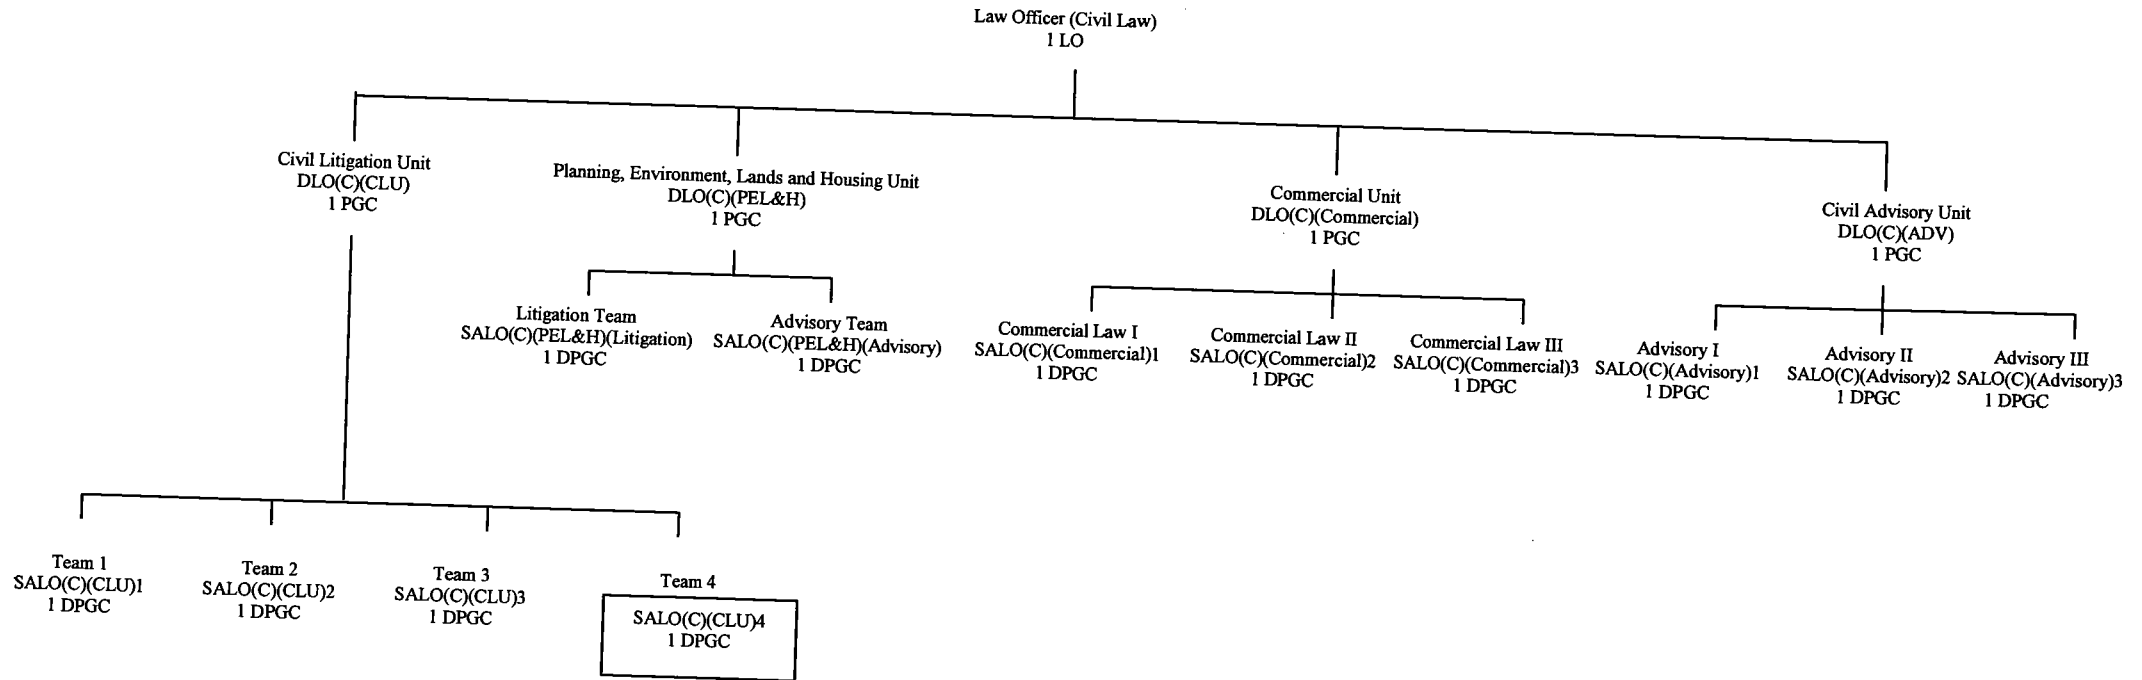 Law Officer (Civil Law)
1 LO
Civil Litigation Unit
DLO(C)(CLU)
1 PGC
Planning, Environment, Lands and Housing Unit
DLO(C)(PEL&H)
1 PGC
Commercial Unit
DLO(C)(Commercial)
1 PGC
Civil Advisory Unit
DLO(C)(ADV)
1 PGC
Litigation Team
SALO(C)(PEL&H)(Litigation)
1 DPGC
Advisory Team
SALO(C)(PEL&H)(Advisory)
1 DPGC
Commercial Law I
SALO(C)(Commercial)1
1 DPGC
Commercial Law II
SALO(C)(Commercial)2
1 DPGC
Commercial Law III
SALO(C)(Commercial)3
1 DPGC
Advisory I
SALO(C)(Advisory)1
1 DPGC
Advisory II
SALO(C)(Advisory)2
1 DPGC
Advisory III
SALO(C)(Advisory)3
1 DPGC
Team 1
SALO(C)(CLU)1
1 DPGC
Team 2
SALO(C)(CLU)2
1 DPGC
Team 3
SALO(C)(CLU)3
1 DPGC
Team 4
SALO(C)(CLU)4
1 DPGC